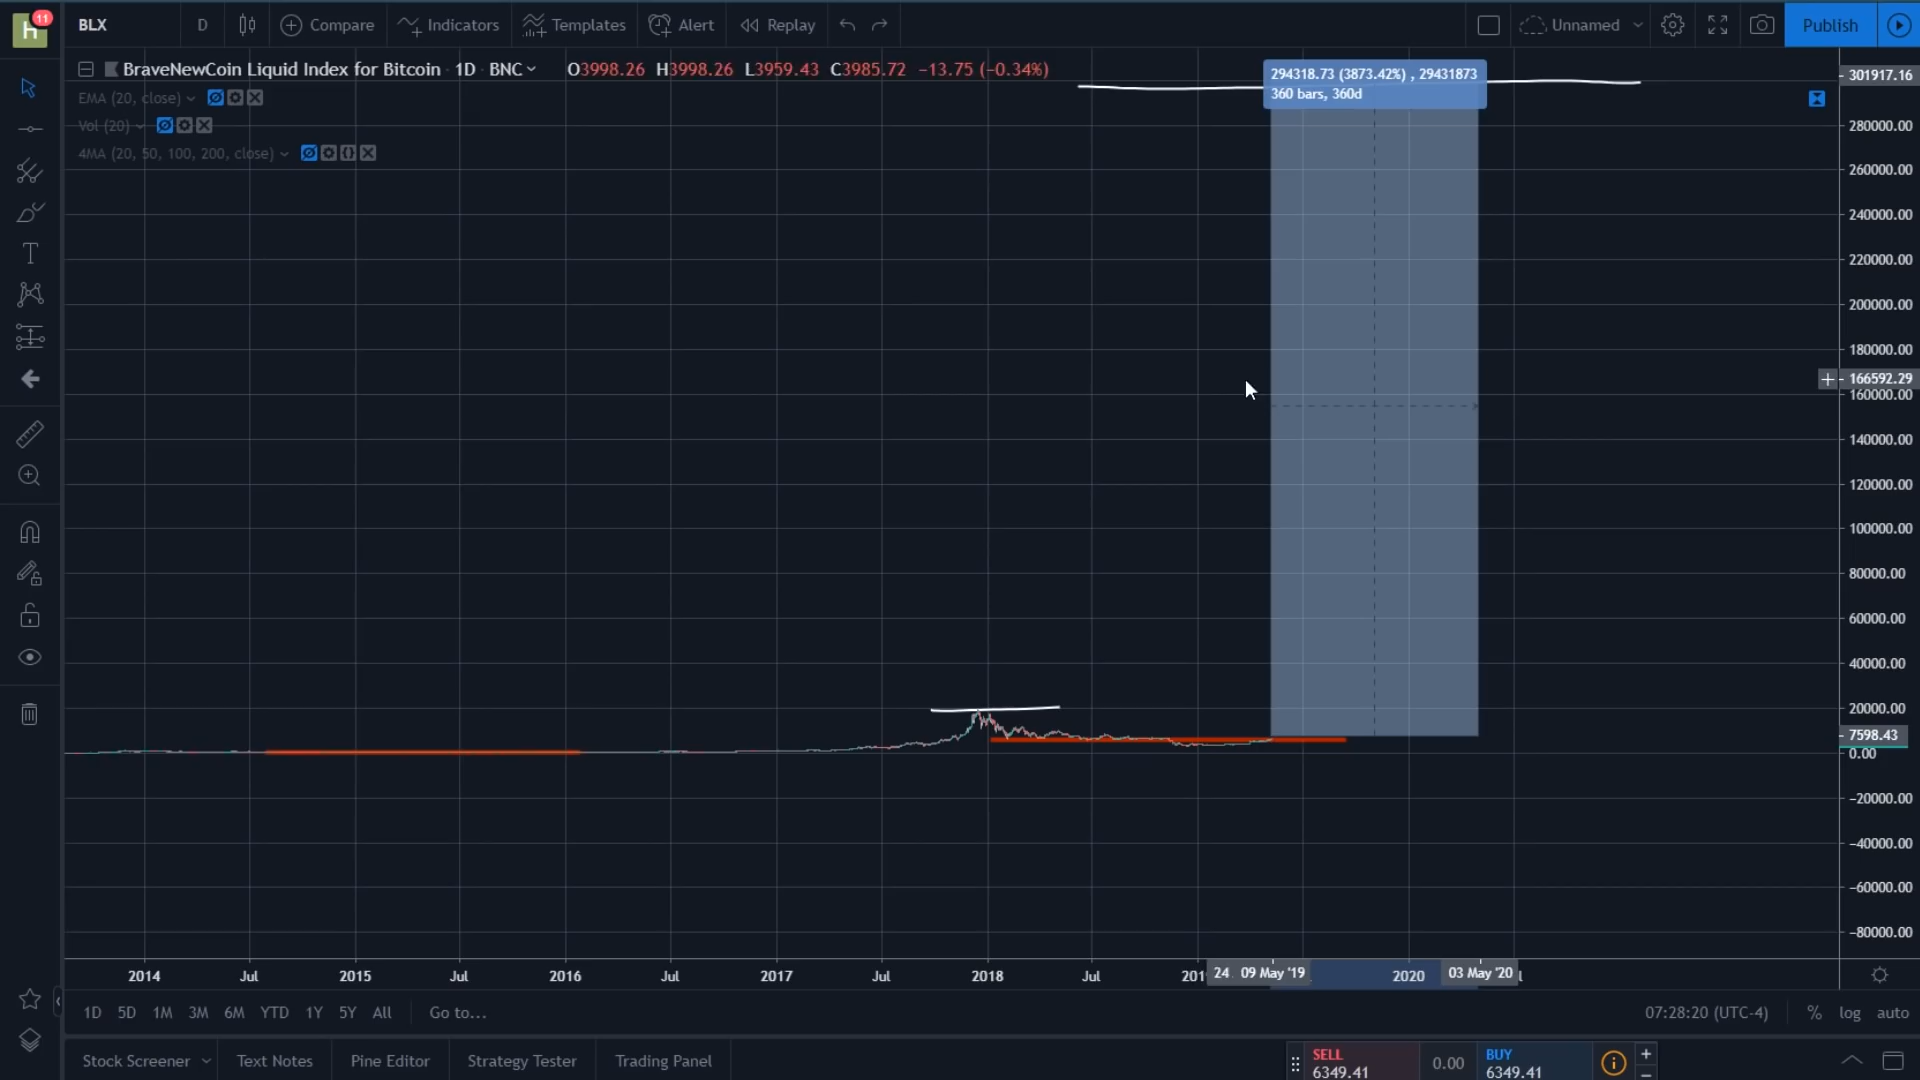 h 11 BLX D Compare Indicators Templates Alert Replay Unnamed Publish
BraveNewCoin Liquid Index for Bitcoin · 1D · BNC O3998.26 H3998.26 L3959.43 C3985.72 −13.75 (−0.34%)
EMA (20, close)
Vol (20)
4MA (20, 50, 100, 200, close)
294318.73 (3873.42%) , 29431873
360 bars, 360d
301917.16
280000.00
260000.00
240000.00
220000.00
200000.00
180000.00
166592.29
160000.00
140000.00
120000.00
100000.00
80000.00
60000.00
40000.00
20000.00
7598.43
0.00
−20000.00
−40000.00
−60000.00
−80000.00
2014 Jul 2015 Jul 2016 Jul 2017 Jul 2018 Jul 24 09 May '19 2020 03 May '20
1D 5D 1M 3M 6M YTD 1Y 5Y All Go to... 07:28:20 (UTC-4) % log auto
Stock Screener Text Notes Pine Editor Strategy Tester Trading Panel
SELL
6349.41
0.00
BUY
6349.41